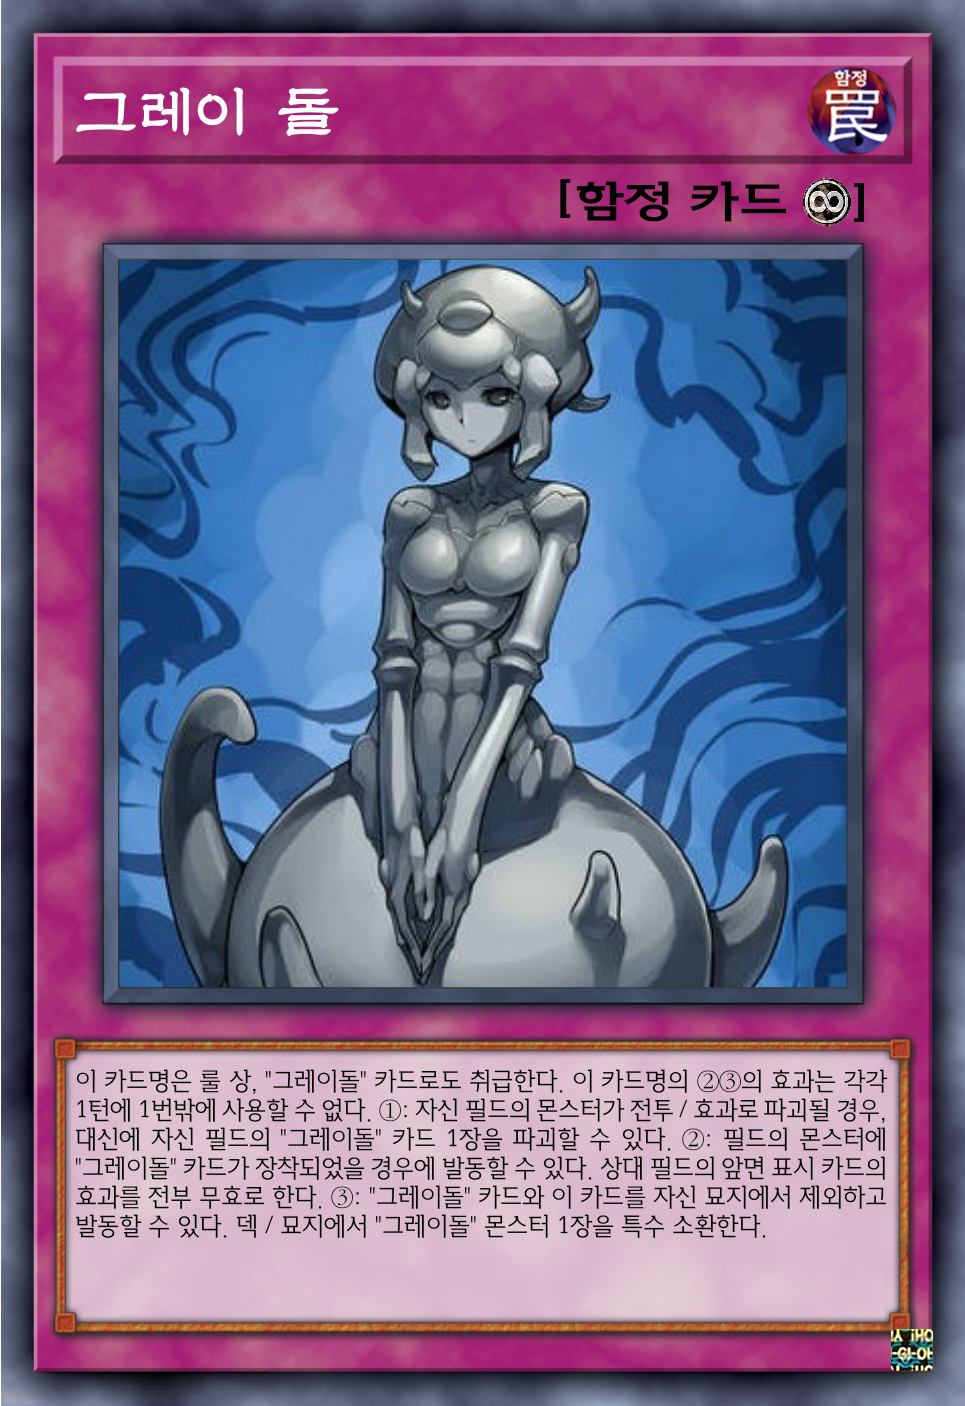 그레이 돌
함정
罠
[함정 카드 ∞]
이 카드명은 룰 상, "그레이돌" 카드로도 취급한다. 이 카드명의 ②③의 효과는 각각
1턴에 1번밖에 사용할 수 없다. ①: 자신 필드의 몬스터가 전투 / 효과로 파괴될 경우,
대신에 자신 필드의 "그레이돌" 카드 1장을 파괴할 수 있다. ②: 필드의 몬스터에
"그레이돌" 카드가 장착되었을 경우에 발동할 수 있다. 상대 필드의 앞면 표시 카드의
효과를 전부 무효로 한다. ③: "그레이돌" 카드와 이 카드를 자신 묘지에서 제외하고
발동할 수 있다. 덱 / 묘지에서 "그레이돌" 몬스터 1장을 특수 소환한다.